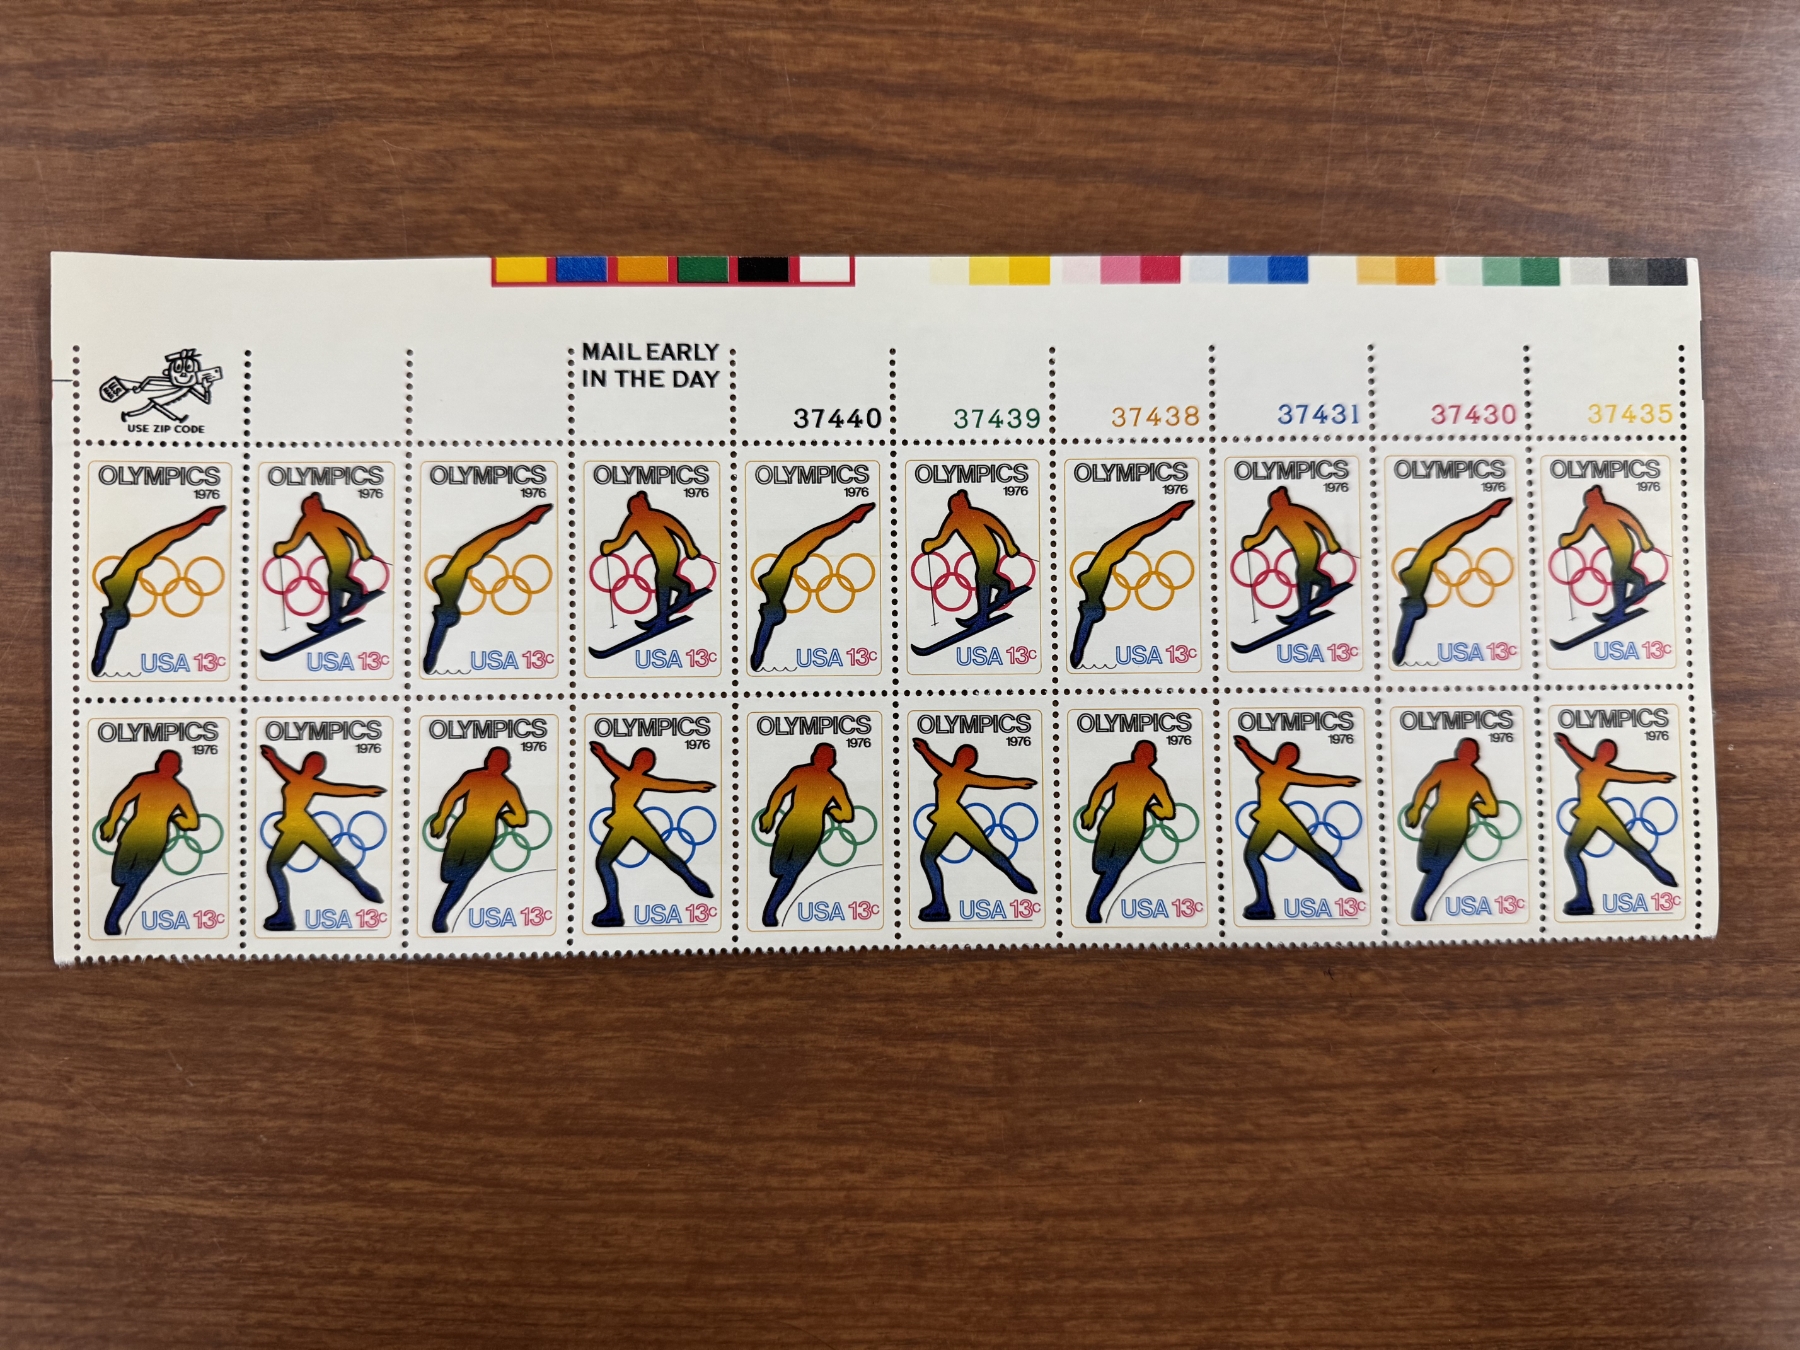 MAIL EARLY
IN THE DAY
USE ZIP CODE
37440 37439 37438 37431 37430 37435
OLYMPICS OLYMPICS OLYMPICS OLYMPICS OLYMPICS OLYMPICS OLYMPICS OLYMPICS OLYMPICS OLYMPICS
1976 1976 1976 1976 1976 1976 1976 1976 1976 1976
USA 13c USA 13c USA 13c USA 13c USA 13c USA 13c USA 13c USA 13c USA 13c USA 13c
OLYMPICS OLYMPICS OLYMPICS OLYMPICS OLYMPICS OLYMPICS OLYMPICS OLYMPICS OLYMPICS OLYMPICS
1976 1976 1976 1976 1976 1976 1976 1976 1976 1976
USA 13c USA 13c USA 13c USA 13c USA 13c USA 13c USA 13c USA 13c USA 13c USA 13c